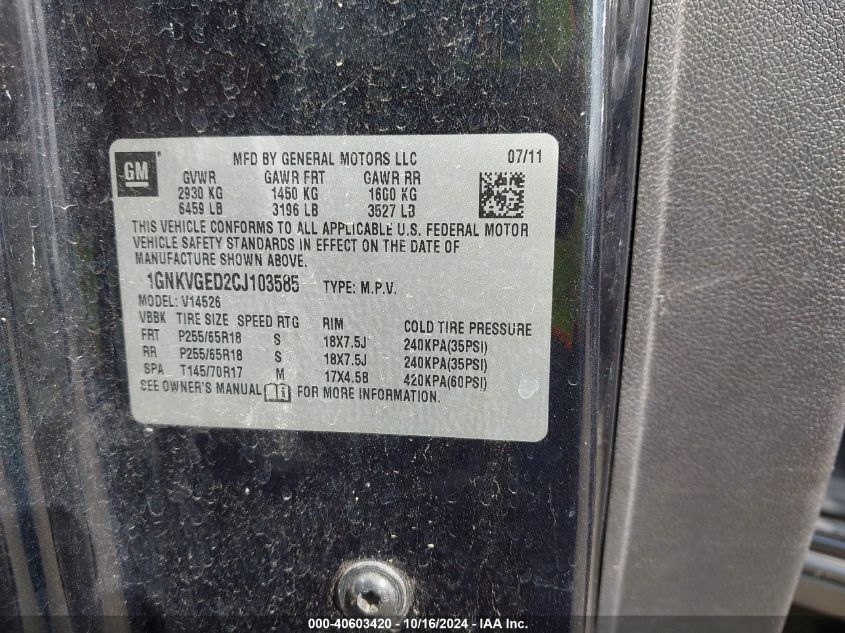 GM
MFD BY GENERAL MOTORS LLC 07/11
GVWR GAWR FRT GAWR RR
2930 KG 1450 KG 1600 KG
6459 LB 3196 LB 3527 LB
THIS VEHICLE CONFORMS TO ALL APPLICABLE U.S. FEDERAL MOTOR
VEHICLE SAFETY STANDARDS IN EFFECT ON THE DATE OF
MANUFACTURE SHOWN ABOVE.
1GNKVGED2CJ103585 TYPE: M.P.V.
MODEL: V14526
VBBK TIRE SIZE SPEED RTG RIM COLD TIRE PRESSURE
FRT P255/65R18 S 18X7.5J 240KPA(35PSI)
RR P255/65R18 S 18X7.5J 240KPA(35PSI)
SPA T145/70R17 M 17X4.5B 420KPA(60PSI)
SEE OWNER'S MANUAL FOR MORE INFORMATION.
000-40603420 - 10/16/2024 - IAA Inc.